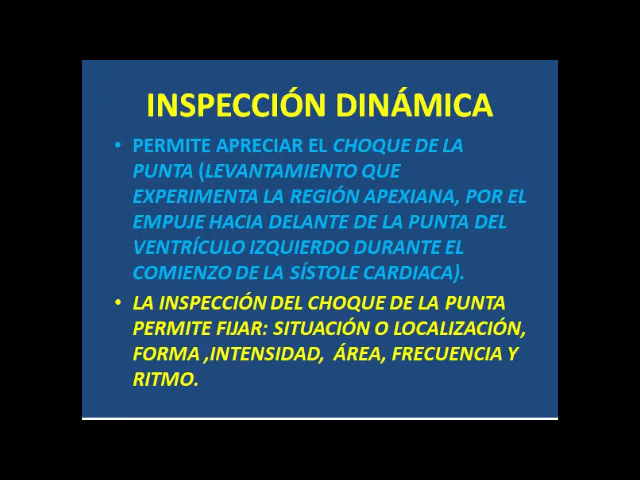 INSPECCIÓN DINÁMICA
• PERMITE APRECIAR EL CHOQUE DE LA
PUNTA (LEVANTAMIENTO QUE
EXPERIMENTA LA REGIÓN APEXIANA, POR EL
EMPUJE HACIA DELANTE DE LA PUNTA DEL
VENTRÍCULO IZQUIERDO DURANTE EL
COMIENZO DE LA SÍSTOLE CARDIACA).
• LA INSPECCIÓN DEL CHOQUE DE LA PUNTA
PERMITE FIJAR: SITUACIÓN O LOCALIZACIÓN,
FORMA ,INTENSIDAD, ÁREA, FRECUENCIA Y
RITMO.